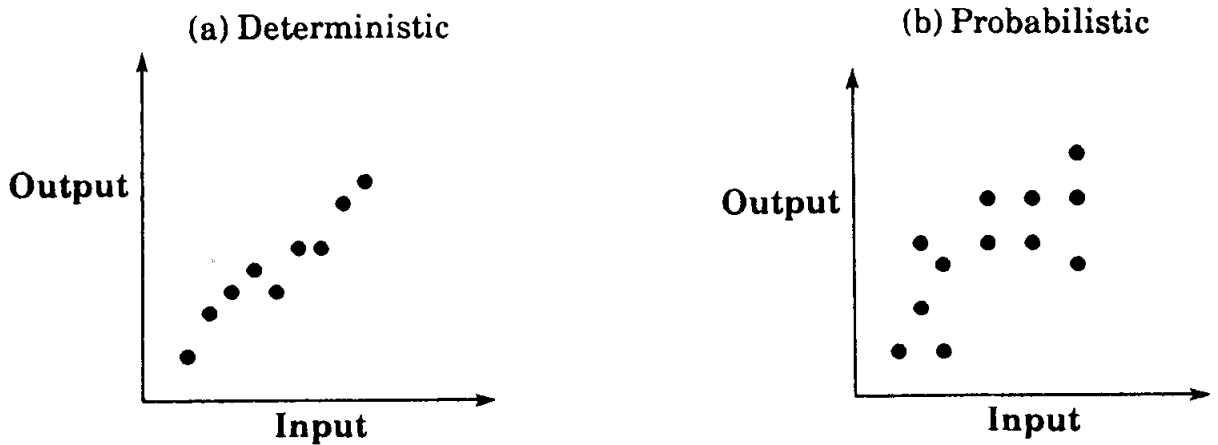 (a) Deterministic
Output
Input
(b) Probabilistic
Output
Input